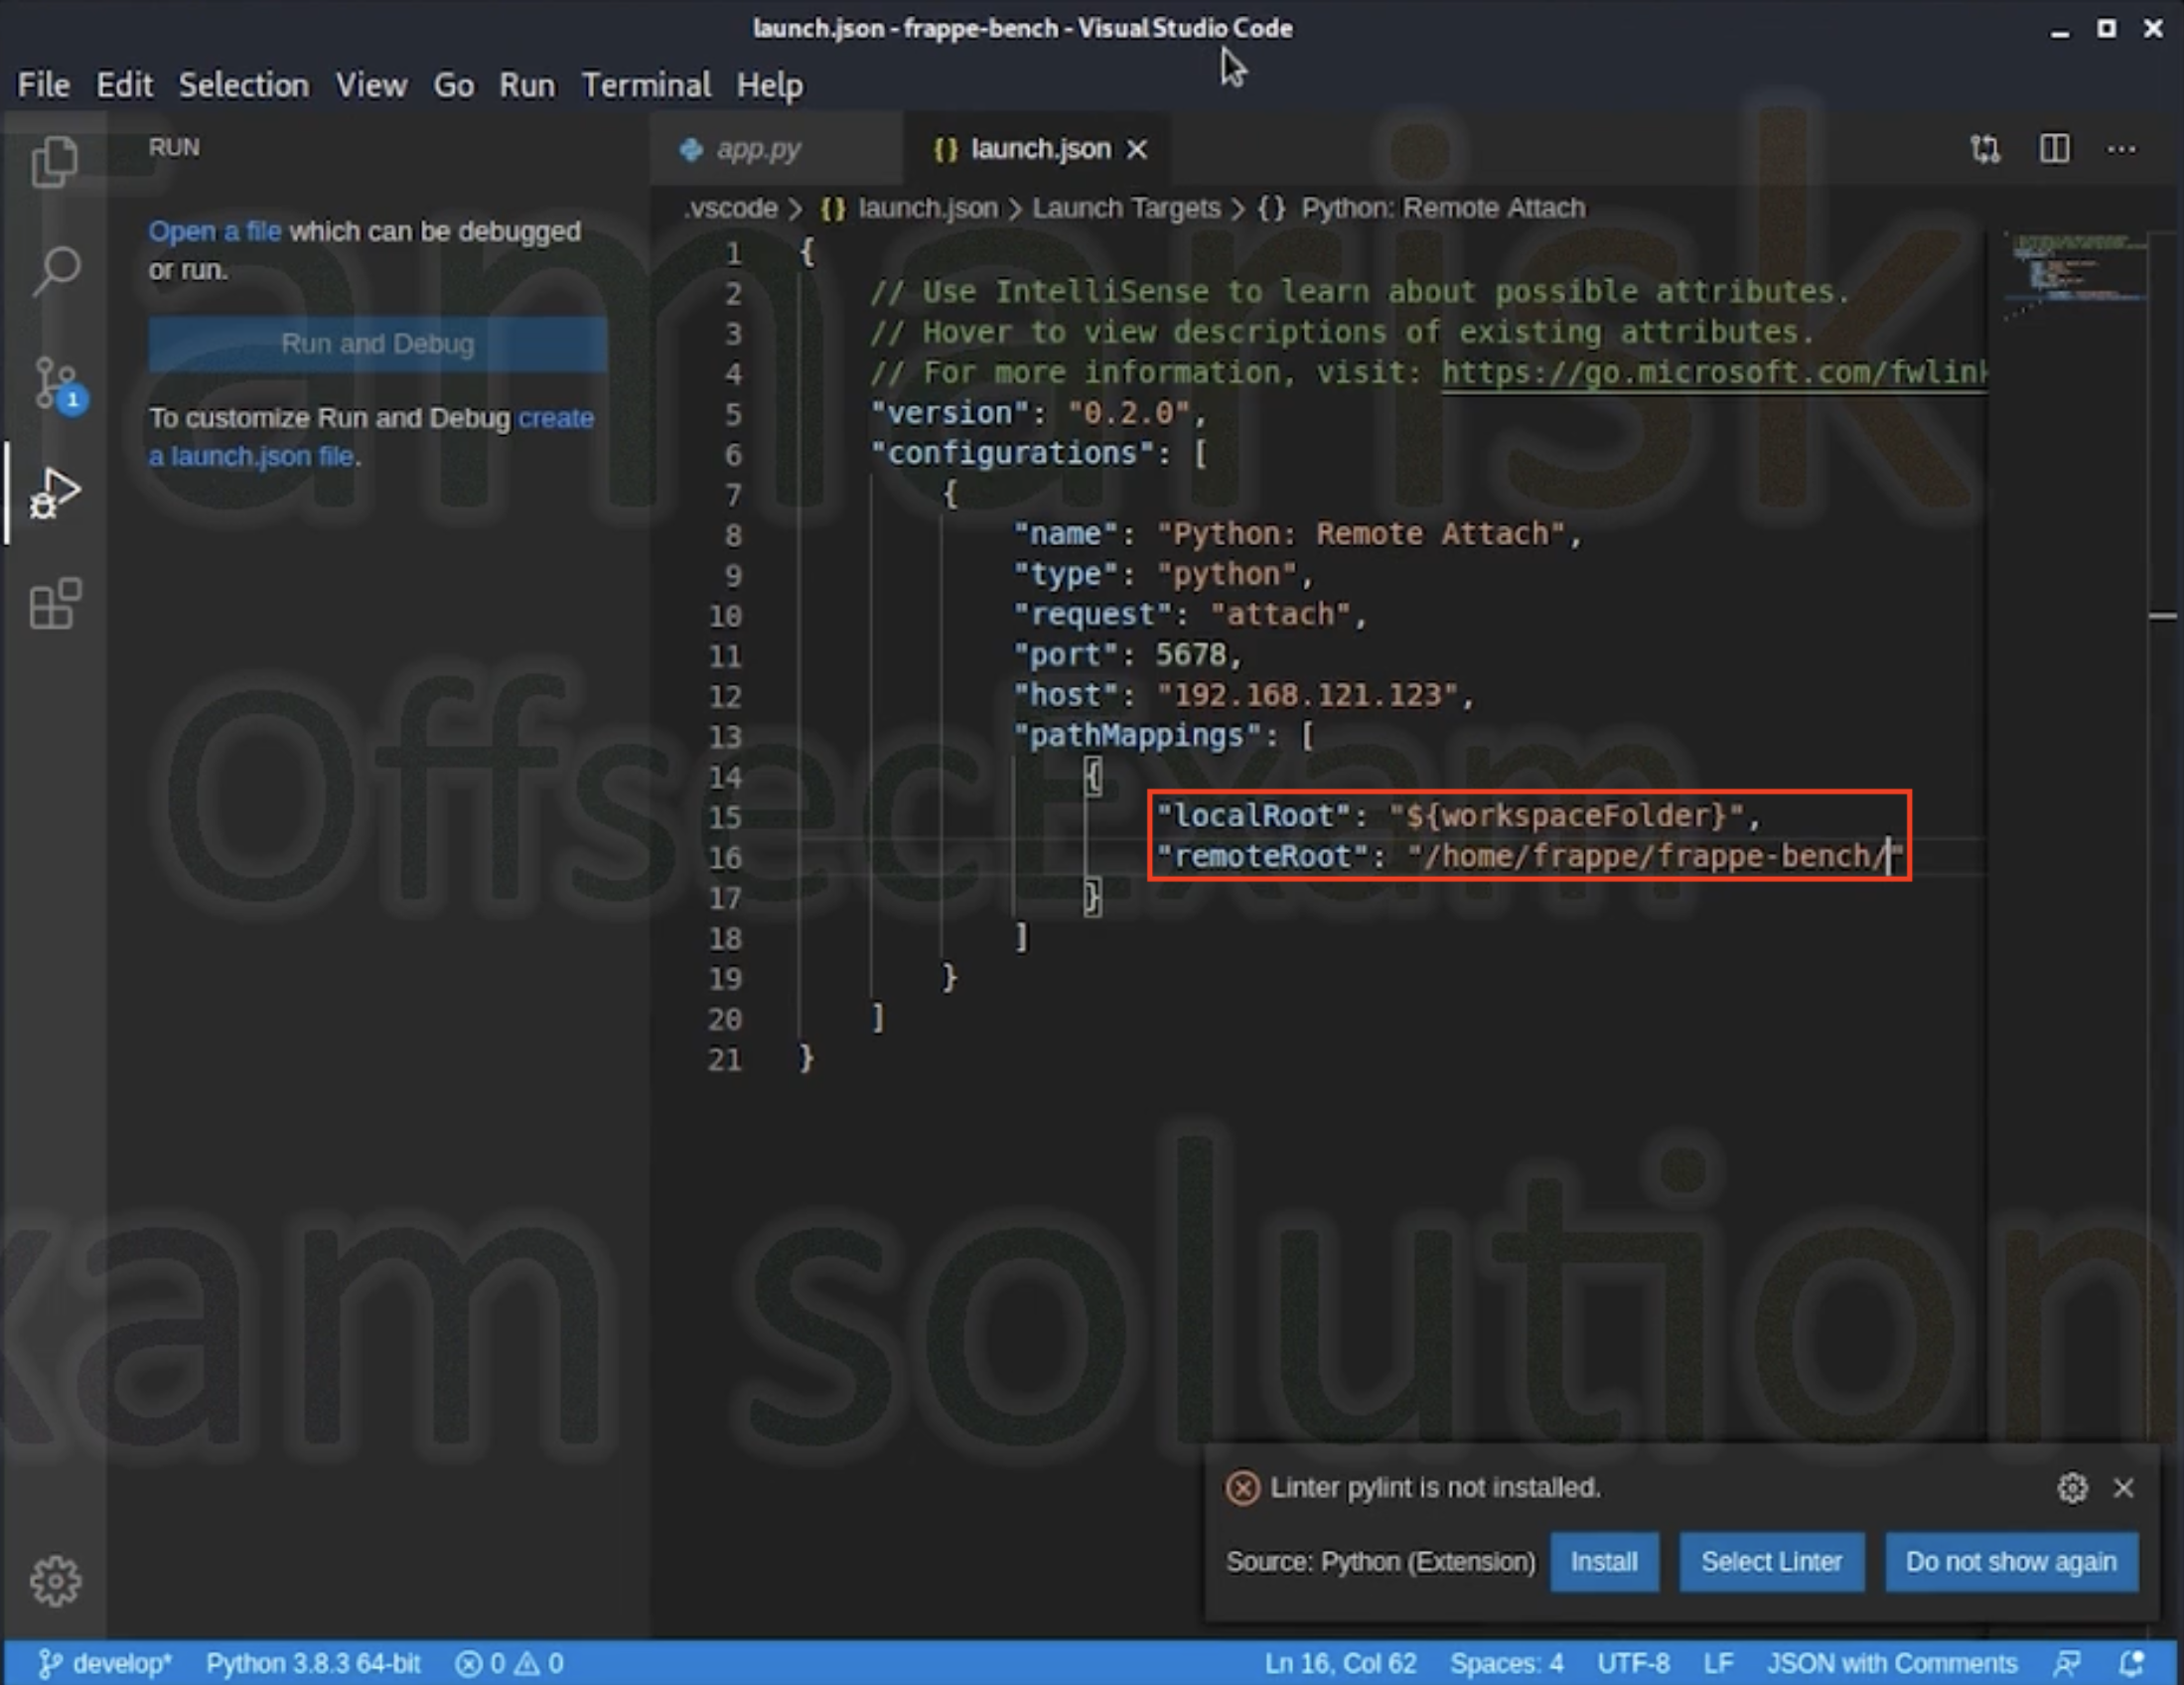 launch.json - frappe-bench - Visual Studio Code
File Edit Selection View Go Run Terminal Help
RUN
Open a file which can be debugged
or run.
Run and Debug
To customize Run and Debug create
a launch.json file.
1
app.py
launch.json
.vscode > {} launch.json > Launch Targets > {} Python: Remote Attach
1 {
2 // Use IntelliSense to learn about possible attributes.
3 // Hover to view descriptions of existing attributes.
4 // For more information, visit: https://go.microsoft.com/fwlink
5 "version": "0.2.0",
6 "configurations": [
7 {
8 "name": "Python: Remote Attach",
9 "type": "python",
10 "request": "attach",
11 "port": 5678,
12 "host": "192.168.121.123",
13 "pathMappings": [
14 {
15 "localRoot": "${workspaceFolder}",
16 "remoteRoot": "/home/frappe/frappe-bench/"
17 }
18 ]
19 }
20 ]
21 }
amarisk
OffsecExam
xam solution
Linter pylint is not installed.
Source: Python (Extension) Install Select Linter Do not show again
develop* Python 3.8.3 64-bit 0 0 Ln 16, Col 62 Spaces: 4 UTF-8 LF JSON with Comments